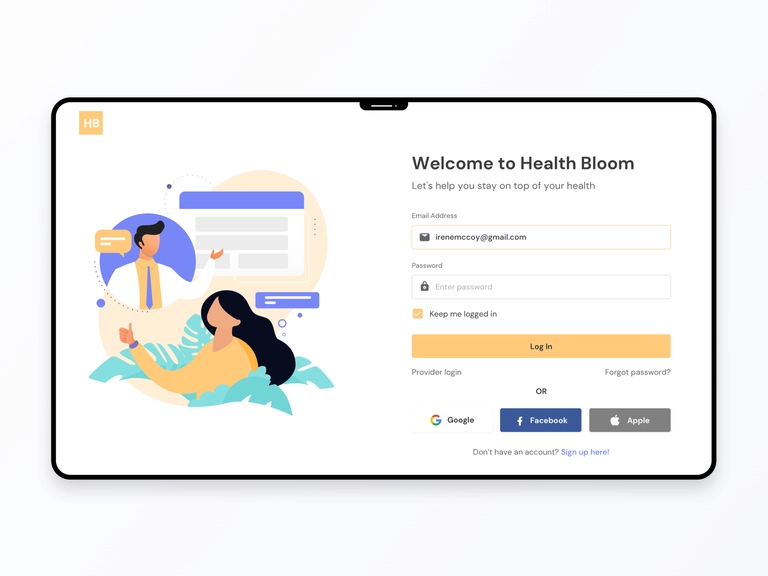 HB
Welcome to Health Bloom
Let's help you stay on top of your health
Email Address
irenemccoy@gmail.com
Password
Enter password
Keep me logged in
Log In
Provider login
Forgot password?
OR
Google
Facebook
Apple
Don't have an account? Sign up here!